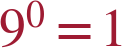 9⁰ = 1